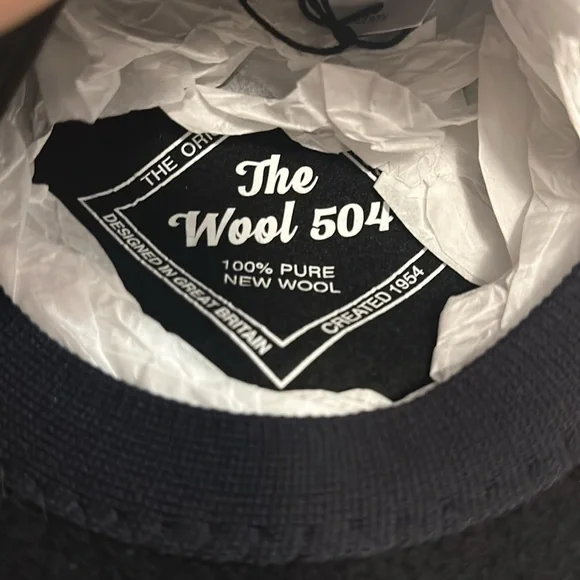 THE ORI
The
Wool 504
100% PURE
NEW WOOL
DESIGNED IN GREAT BRITAIN
CREATED 1954